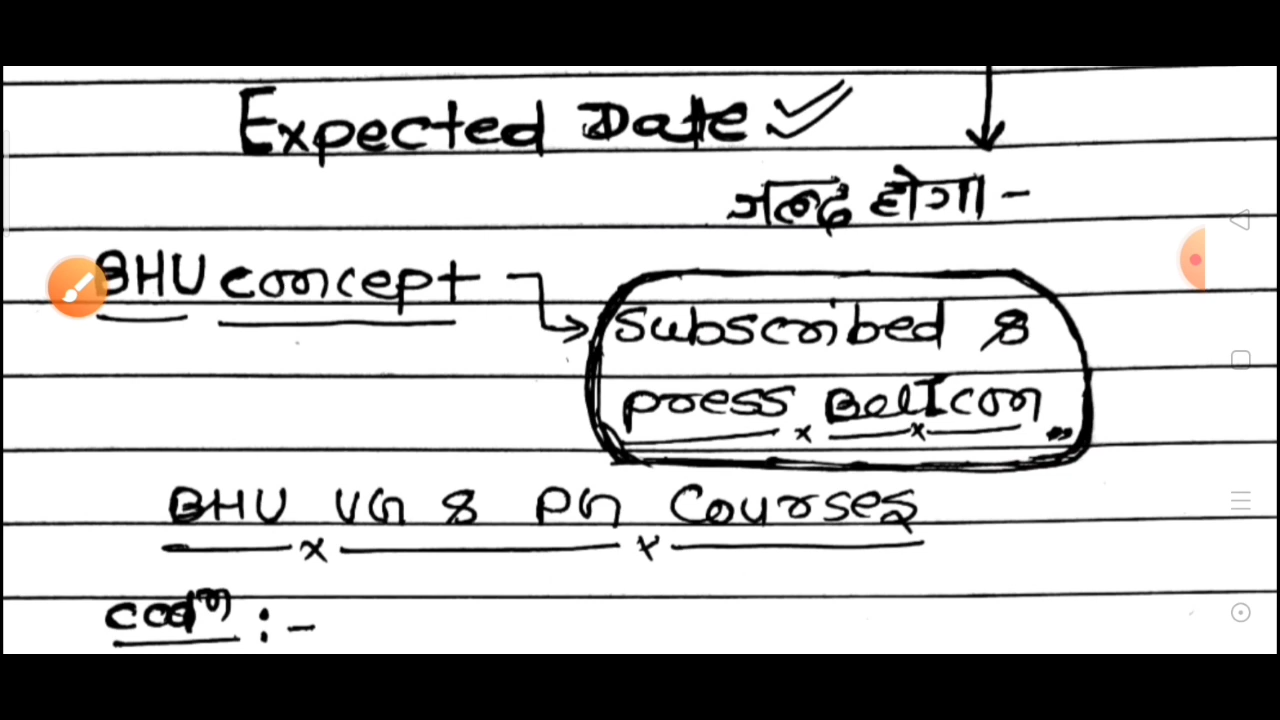 Expected Date
जल्द होगा -
BHU concept
Subscribed &
press Bell Icon
BHU UG & PG Courses
:-